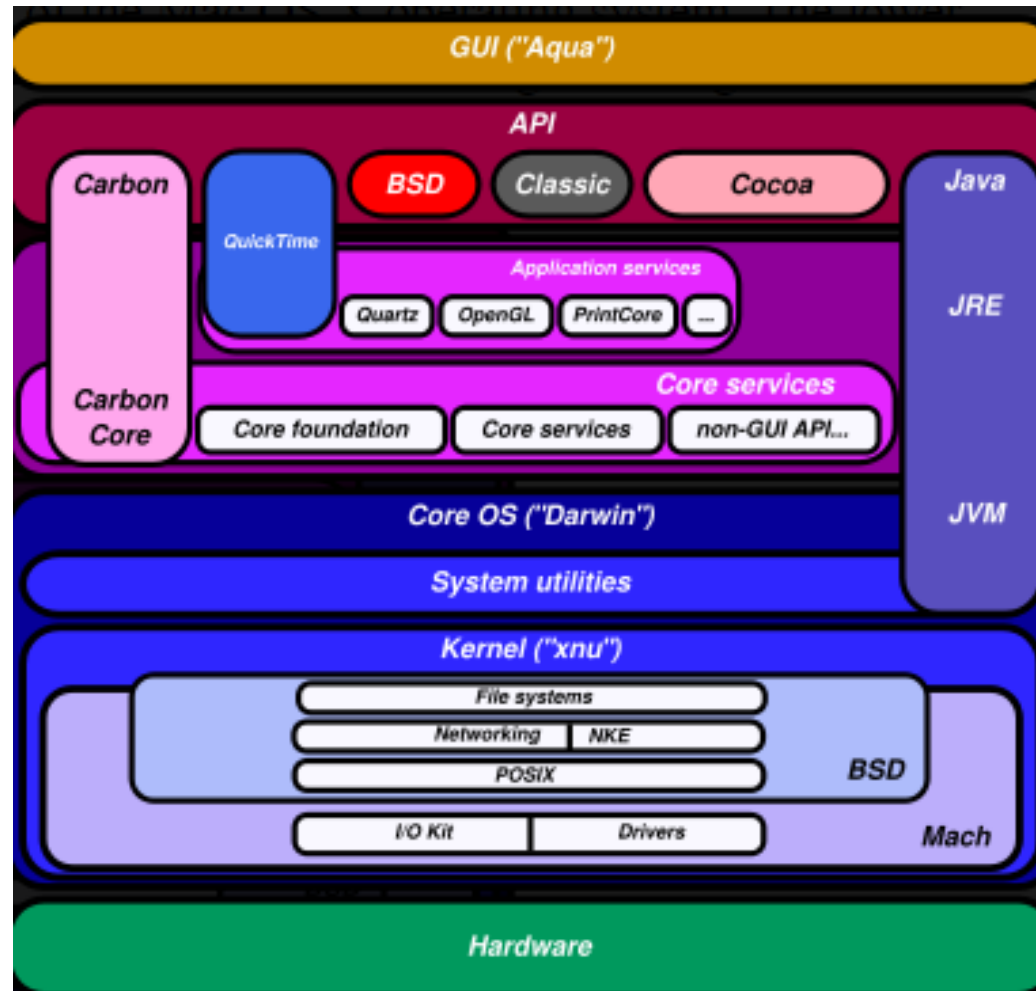 GUI ("Aqua")
API
Carbon
QuickTime
BSD
Classic
Cocoa
Java
Application services
Quartz
OpenGL
PrintCore
....
JRE
Core services
Carbon
Core
Core foundation
Core services
non-GUI API...
Core OS ("Darwin")
JVM
System utilities
Kernel ("xnu")
File systems
Networking
NKE
POSIX
BSD
I/O Kit
Drivers
Mach
Hardware